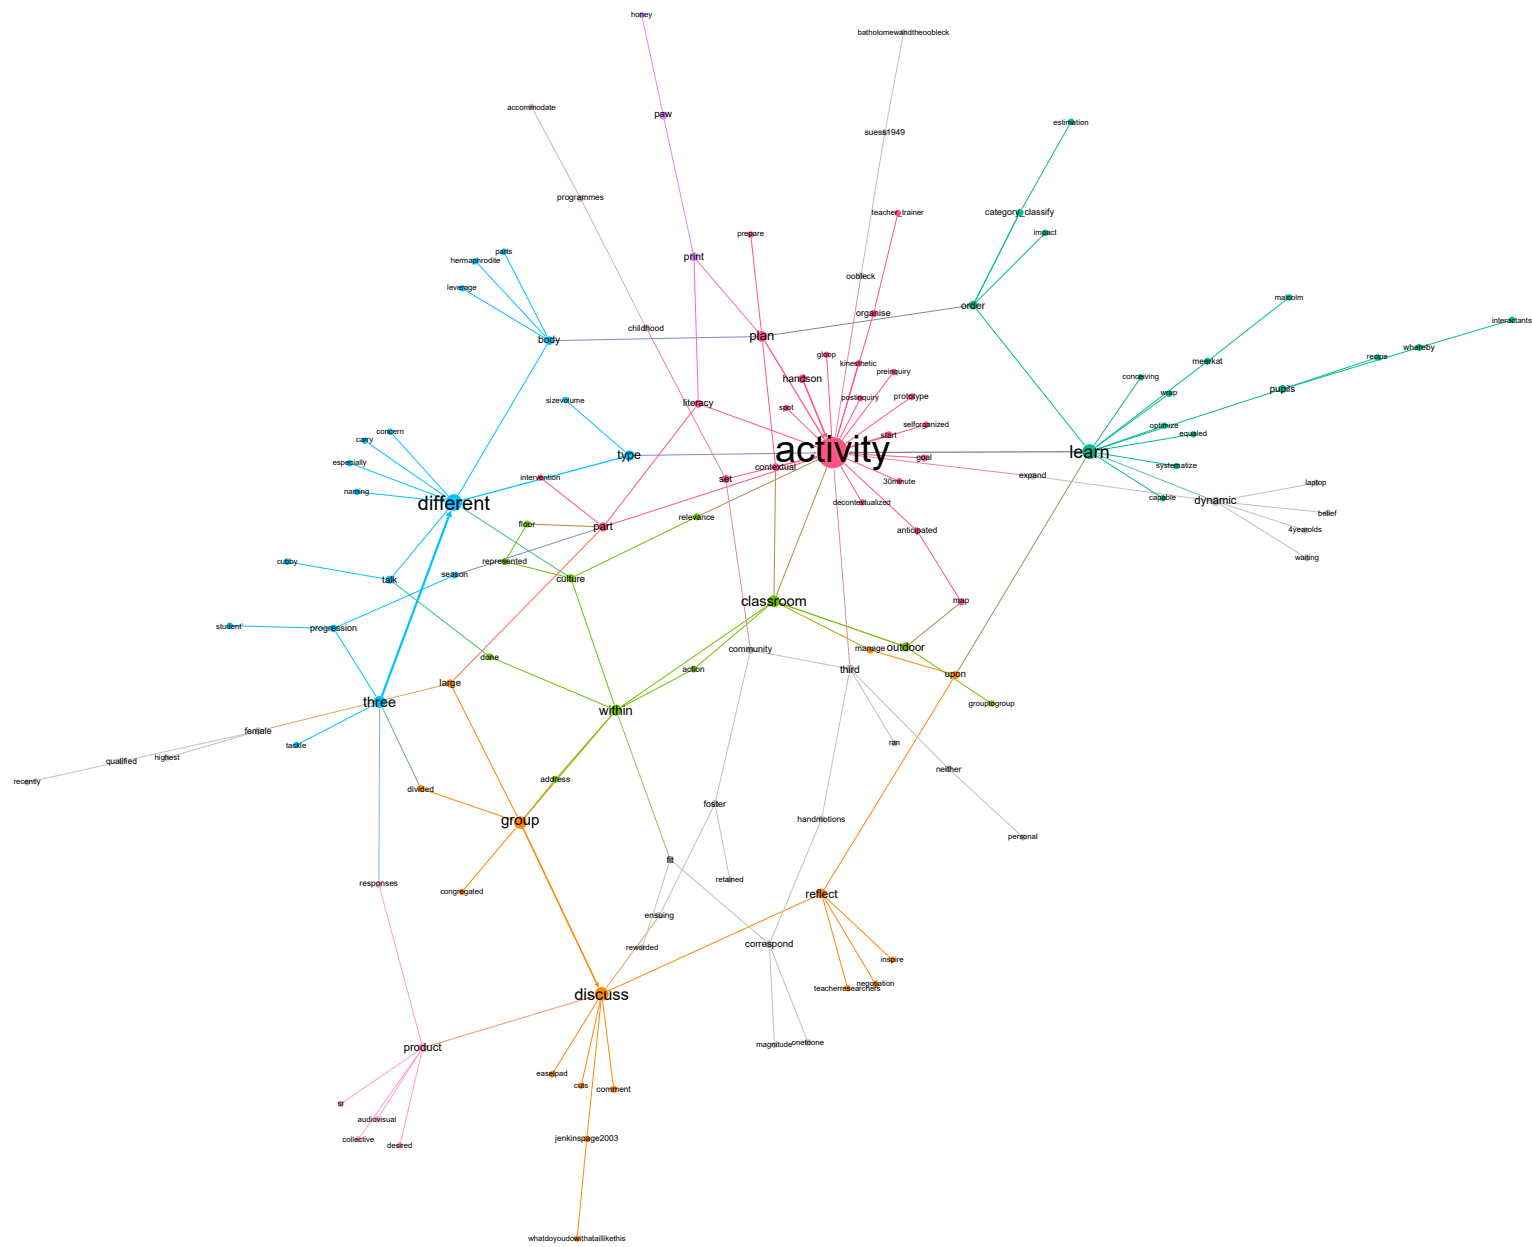 honey
batholomewandtheoobleck
accommodate
paw
estimation
suess1949
programmes
category_classify
teacher_trainer
prepare
impact
parts
hermaphrodite
print
oobleck
leverage
malcolm
order
organise
interactants
childhood
plan
body
whereby
gloop
recipe
meerkat
kinesthetic
preinquiry
handson
conceiving
pupils
wrap
prototype
postinquiry
sizevolume
literacy
spot
selforganized
optimize
concern
start
equaled
carry
activity
learn
type
goal
especially
contextual
systematize
set
intervention
expand
30minute
laptop
naming
capable
dynamic
different
decontextualized
belief
relevance
floor
part
anticipated
4yearolds
waiting
represented
cubby
season
culture
talk
classroom
map
student'
progression
outdoor
manage
community
done
action
third
upon
large
three
grouptogroup
within
female
ran
tackle
highest
qualified
neither
recently
address
divided
foster
group
handmotions
personal
fit
retained
responses
congregated
reflect
ensuing
correspond
reworded
inspire
negotiation
teacherresearchers
discuss
onetoone
magnitude
product
easelpad
cuts
comment
sr
audiovisual
collective
desired
jenkinspage2003
whatdoyoudowithataillikethis